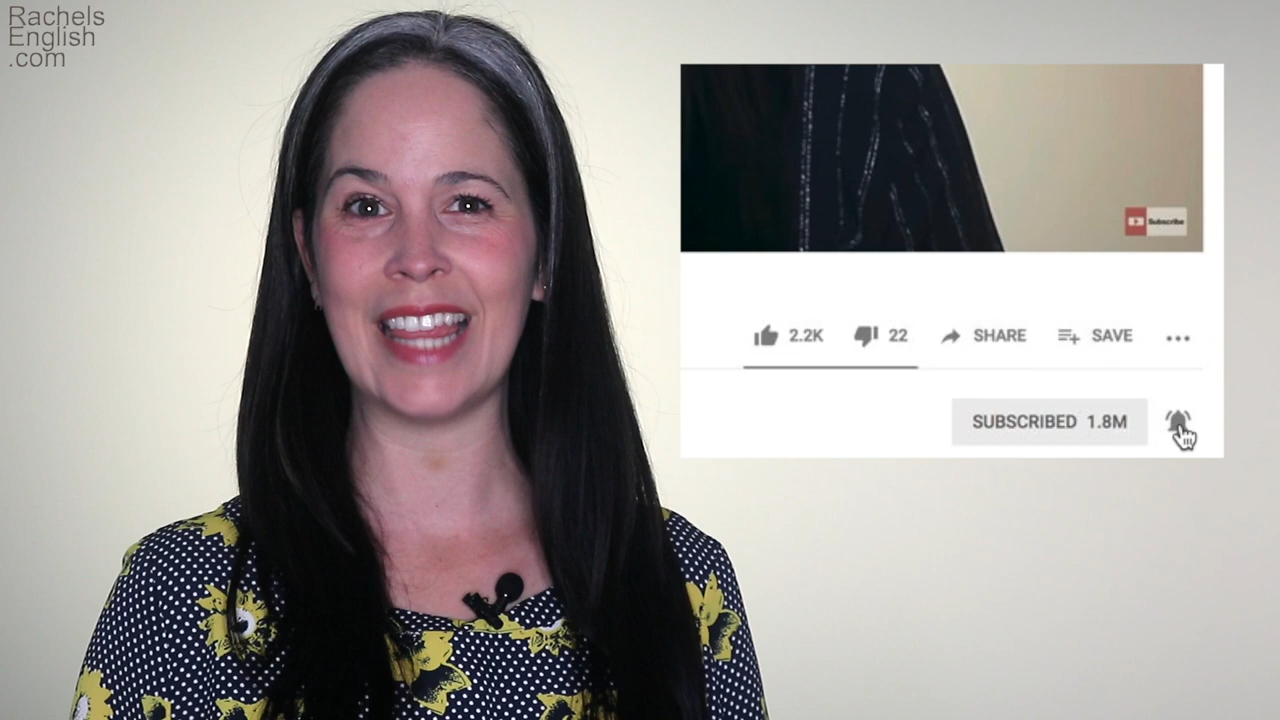 Rachels
English
.com
Subscribe
2.2K 22 SHARE SAVE
SUBSCRIBED 1.8M